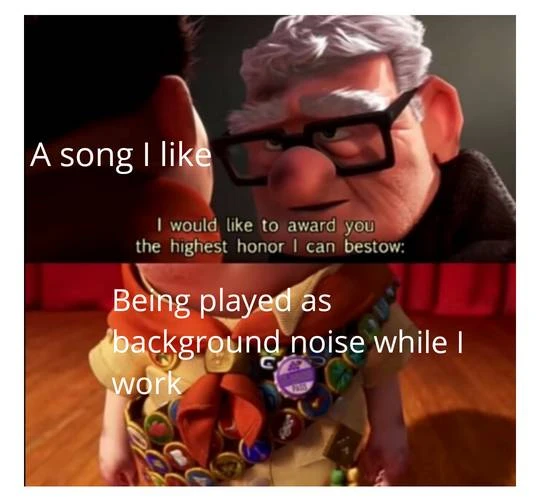 A song I like
I would like to award you
the highest honor I can bestow:
Being played as
background noise while I
work